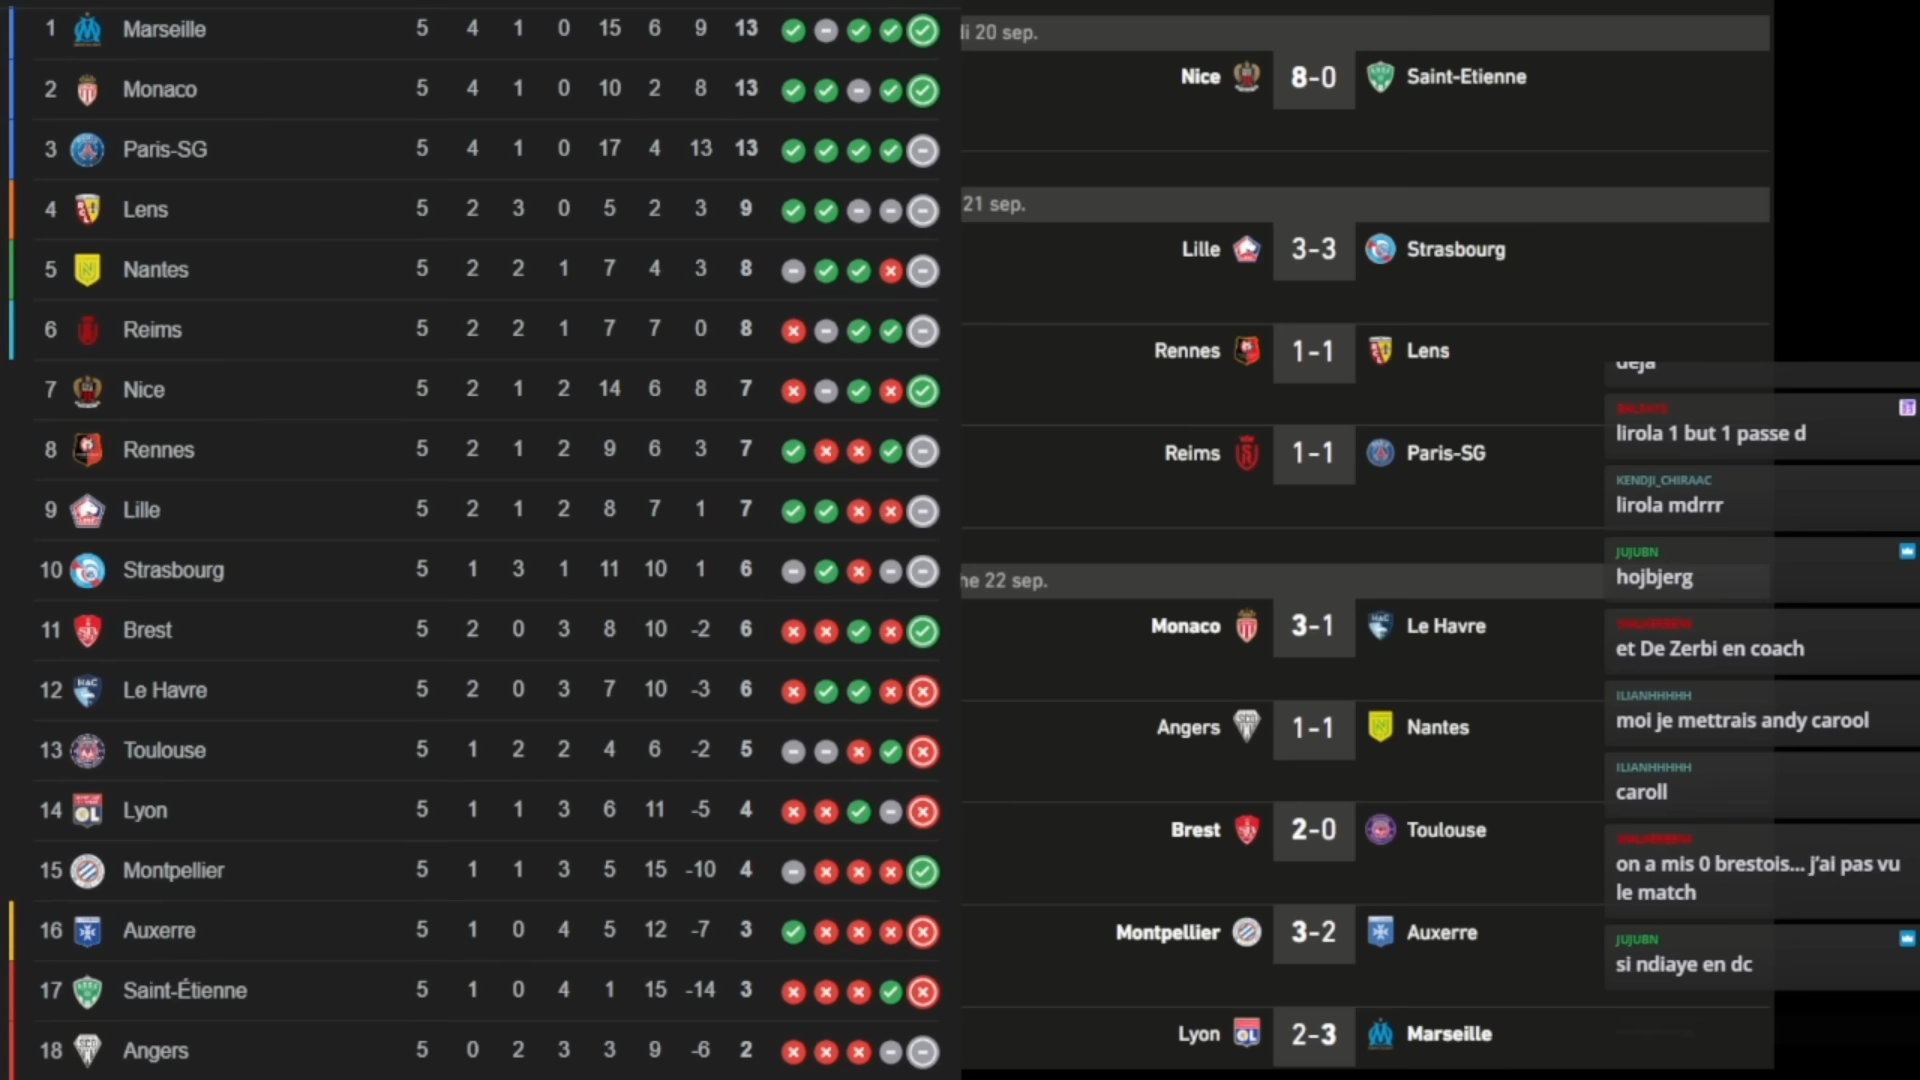 1 Marseille 5 4 1 0 15 6 9 13
2 Monaco 5 4 1 0 10 2 8 13
3 Paris-SG 5 4 1 0 17 4 13 13
4 Lens 5 2 3 0 5 2 3 9
5 Nantes 5 2 2 1 7 4 3 8
6 Reims 5 2 2 1 7 7 0 8
7 Nice 5 2 1 2 14 6 8 7
8 Rennes 5 2 1 2 9 6 3 7
9 Lille 5 2 1 2 8 7 1 7
10 Strasbourg 5 1 3 1 11 10 1 6
11 Brest 5 2 0 3 8 10 -2 6
12 Le Havre 5 2 0 3 7 10 -3 6
13 Toulouse 5 1 2 2 4 6 -2 5
14 Lyon 5 1 1 3 6 11 -5 4
15 Montpellier 5 1 1 3 5 15 -10 4
16 Auxerre 5 1 0 4 5 12 -7 3
17 Saint-Étienne 5 1 0 4 1 15 -14 3
18 Angers 5 0 2 3 3 9 -6 2
di 20 sep.
Nice 8-0 Saint-Etienne
21 sep.
Lille 3-3 Strasbourg
Rennes 1-1 Lens
Reims 1-1 Paris-SG
he 22 sep.
Monaco 3-1 Le Havre
Angers 1-1 Nantes
Brest 2-0 Toulouse
Montpellier 3-2 Auxerre
Lyon 2-3 Marseille
deja
lirola 1 but 1 passe d
KENDJI_CHIRAAC
lirola mdrrr
JUJUBN
hojbjerg
et De Zerbi en coach
ILIANHHHHH
moi je mettrais andy carool
ILIANHHHHH
caroll
on a mis 0 brestois... j'ai pas vu
le match
JUJUBN
si ndiaye en dc